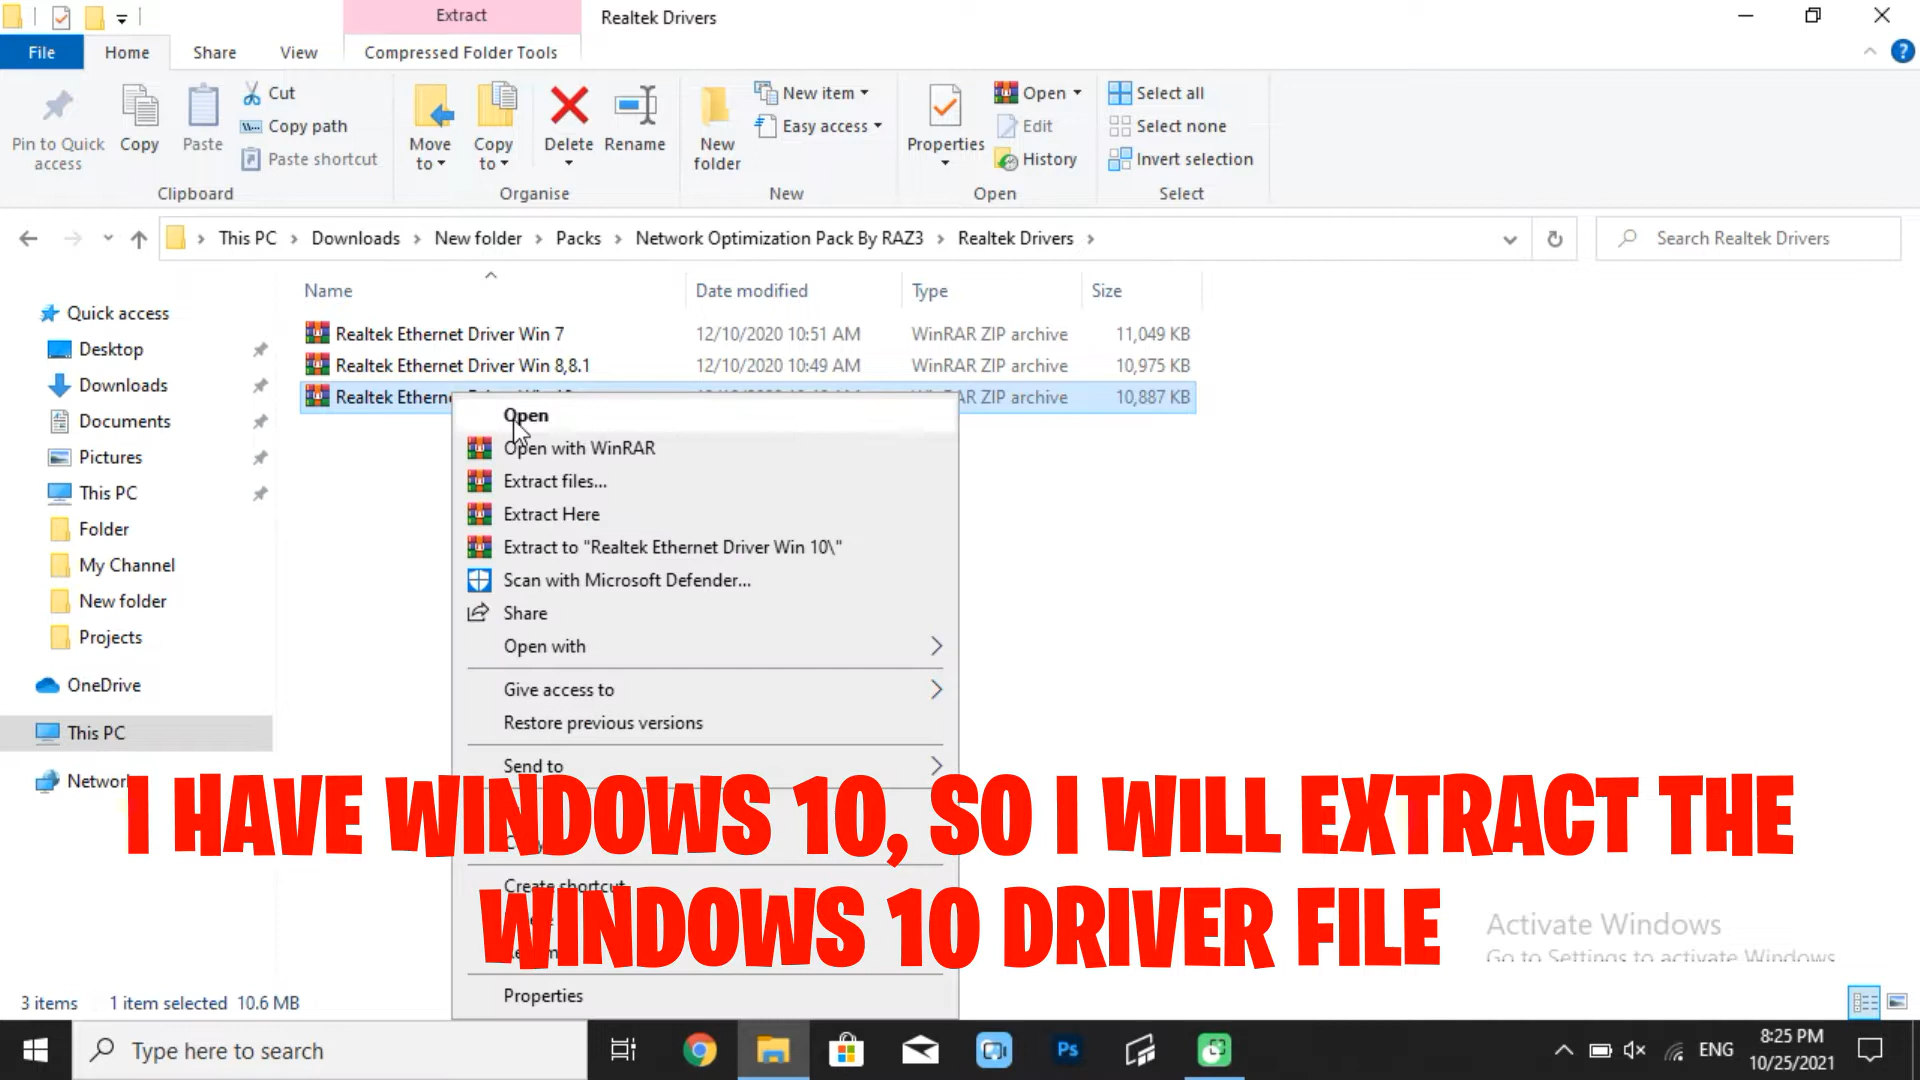 Extract
Realtek Drivers
File
Home
Share
View
Compressed Folder Tools
Pin to Quick access
Copy
Paste
Cut
Copy path
Paste shortcut
Clipboard
Move to
Copy to
Delete
Rename
Organise
New folder
New item
Easy access
New
Properties
Open
Edit
History
Open
Select all
Select none
Invert selection
Select
This PC > Downloads > New folder > Packs > Network Optimization Pack By RAZ3 > Realtek Drivers >
Search Realtek Drivers
Name Date modified Type Size
Realtek Ethernet Driver Win 7 12/10/2020 10:51 AM WinRAR ZIP archive 11,049 KB
Realtek Ethernet Driver Win 8,8.1 12/10/2020 10:49 AM WinRAR ZIP archive 10,975 KB
Realtek ZIP archive 10,887 KB
Quick access
Desktop
Downloads
Documents
Pictures
This PC
Folder
My Channel
New folder
Projects
OneDrive
This PC
Network
Open
Open with WinRAR
Extract files...
Extract Here
Extract to "Realtek Ethernet Driver Win 10\"
Scan with Microsoft Defender...
Share
Open with
Give access to
Restore previous versions
Send to
Create shortcut
Properties
I HAVE WINDOWS 10, SO I WILL EXTRACT THE
WINDOWS 10 DRIVER FILE
Activate Windows
Go to Settings to activate Windows
3 items 1 item selected 10.6 MB
Type here to search
Ps
ENG
8:25 PM
10/25/2021